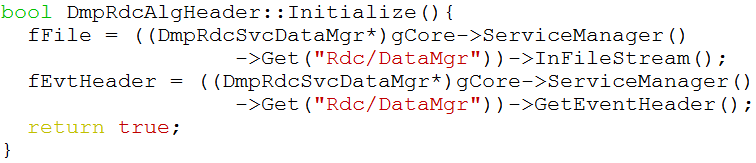 bool DmpRdcAlgHeader::Initialize(){
  fFile = ((DmpRdcSvcDataMgr*)gCore->ServiceManager()
                ->Get("Rdc/DataMgr"))->InFileStream();
  fEvtHeader = ((DmpRdcSvcDataMgr*)gCore->ServiceManager()
                ->Get("Rdc/DataMgr"))->GetEventHeader();
  return true;
}